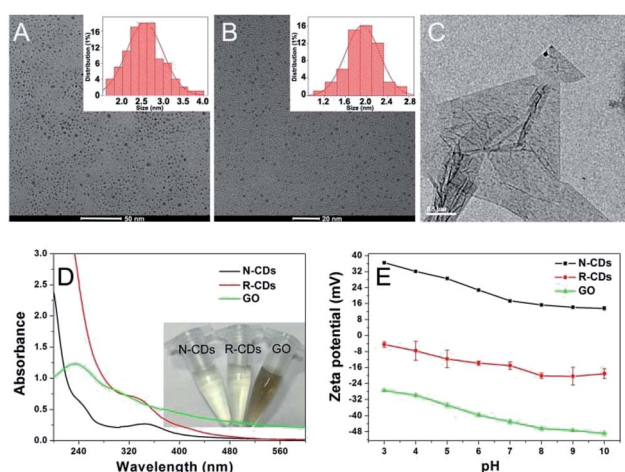 A
Distribution (1%)
16
12
8
4
0
2.0 2.5 3.0 3.5 4.0
Size (nm)
50 nm
B
Distribution (1%)
16
12
8
4
0
1.2 1.6 2.0 2.4 2.8
Size (nm)
20 nm
C
D
Absorbance
3.0
2.5
2.0
1.5
1.0
0.5
0.0
N-CDs
R-CDs
GO
N-CDs R-CDs GO
240 320 400 480 560
Wavelength (nm)
E
Zeta potential (mV)
40
32
24
16
8
0
-8
-16
-24
-32
-40
-48
N-CDs
R-CDs
GO
3 4 5 6 7 8 9 10
pH